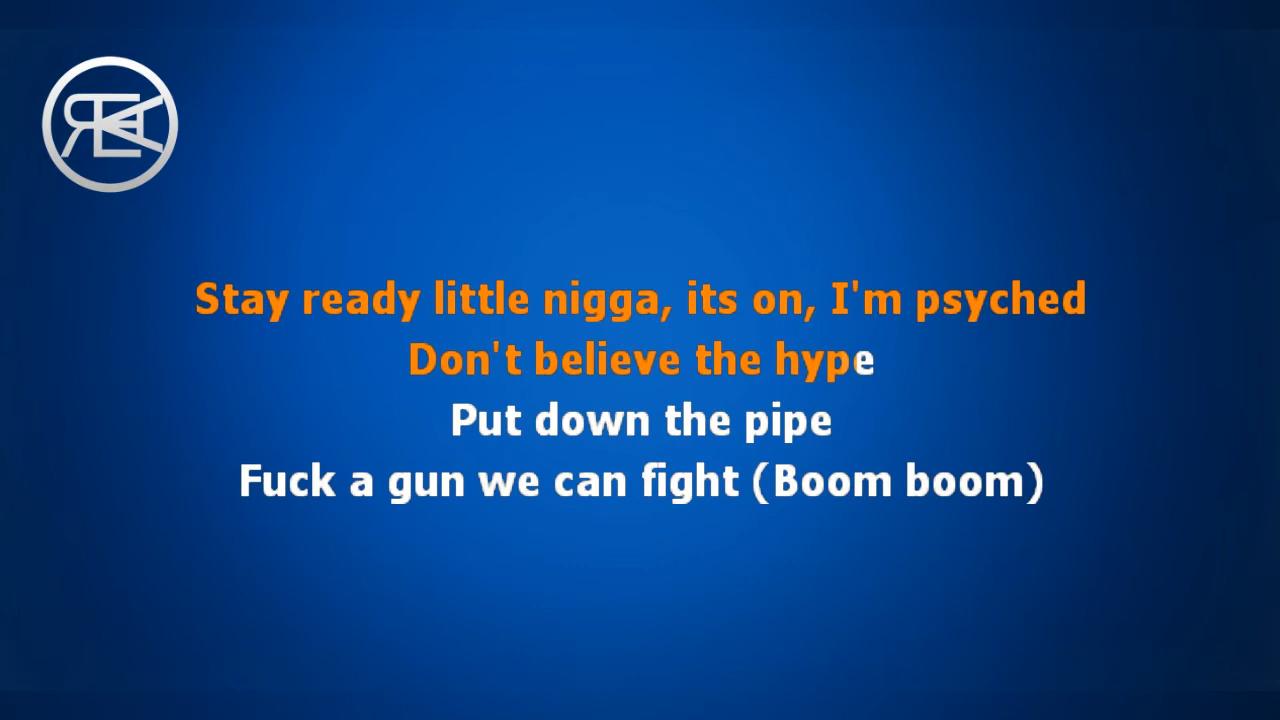 Stay ready little nigga, its on, I'm psyched
Don't believe the hype
Put down the pipe
Fuck a gun we can fight (Boom boom)